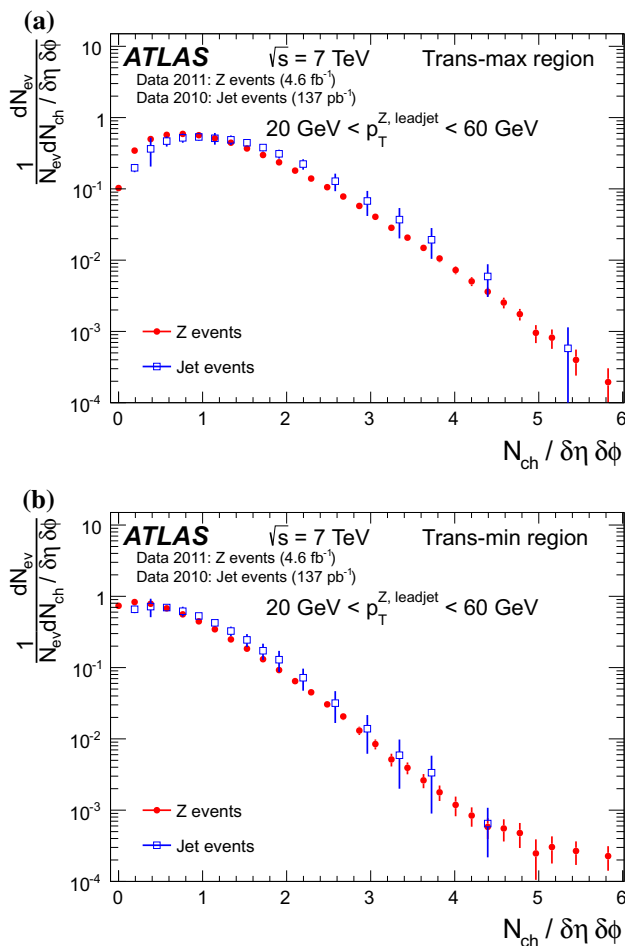 (a)
ATLAS √s = 7 TeV Trans-max region
Data 2011: Z events (4.6 fb⁻¹)
Data 2010: Jet events (137 pb⁻¹)
20 GeV < p_T^{Z, leadjet} < 60 GeV
1/N_ev dN_ev/dN_ch / δη δϕ
10
1
10⁻¹
10⁻²
10⁻³
10⁻⁴
Z events
Jet events
0 1 2 3 4 5 6
N_ch / δη δϕ
(b)
ATLAS √s = 7 TeV Trans-min region
Data 2011: Z events (4.6 fb⁻¹)
Data 2010: Jet events (137 pb⁻¹)
20 GeV < p_T^{Z, leadjet} < 60 GeV
1/N_ev dN_ev/dN_ch / δη δϕ
10
1
10⁻¹
10⁻²
10⁻³
10⁻⁴
Z events
Jet events
0 1 2 3 4 5 6
N_ch / δη δϕ